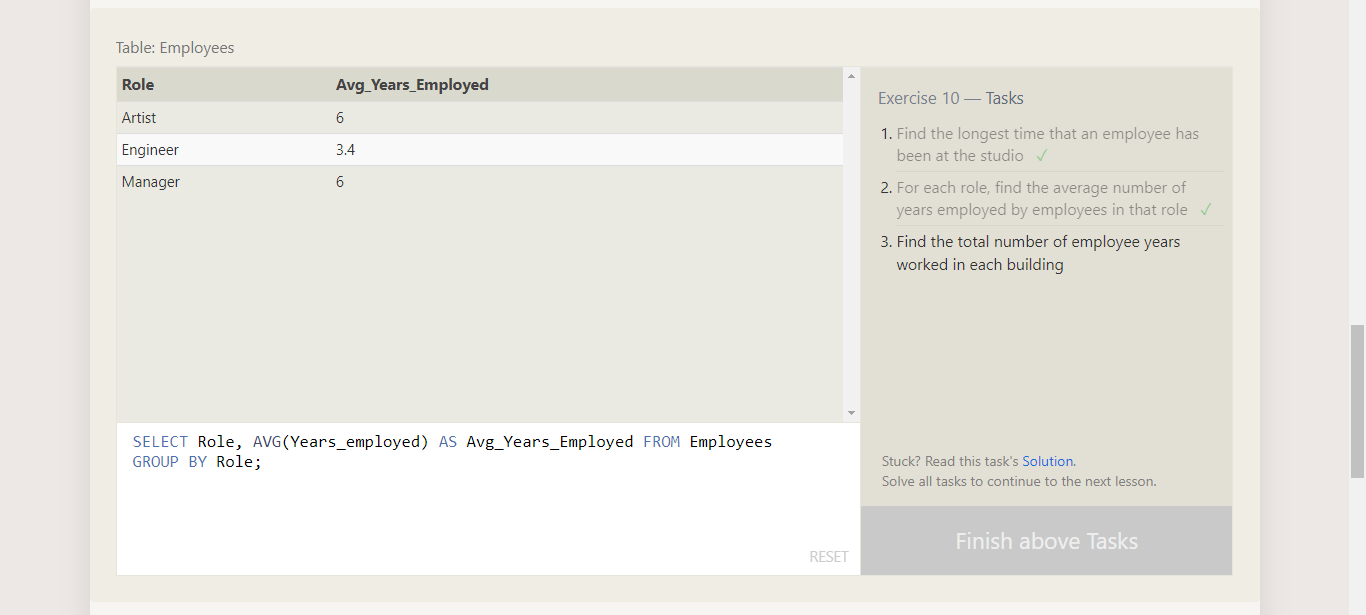 Table: Employees
Role Avg_Years_Employed
Artist 6
Engineer 3.4
Manager 6
SELECT Role, AVG(Years_employed) AS Avg_Years_Employed FROM Employees
GROUP BY Role;
RESET
Exercise 10 — Tasks
1. Find the longest time that an employee has
been at the studio ✓
2. For each role, find the average number of
years employed by employees in that role ✓
3. Find the total number of employee years
worked in each building
Stuck? Read this task's Solution.
Solve all tasks to continue to the next lesson.
Finish above Tasks